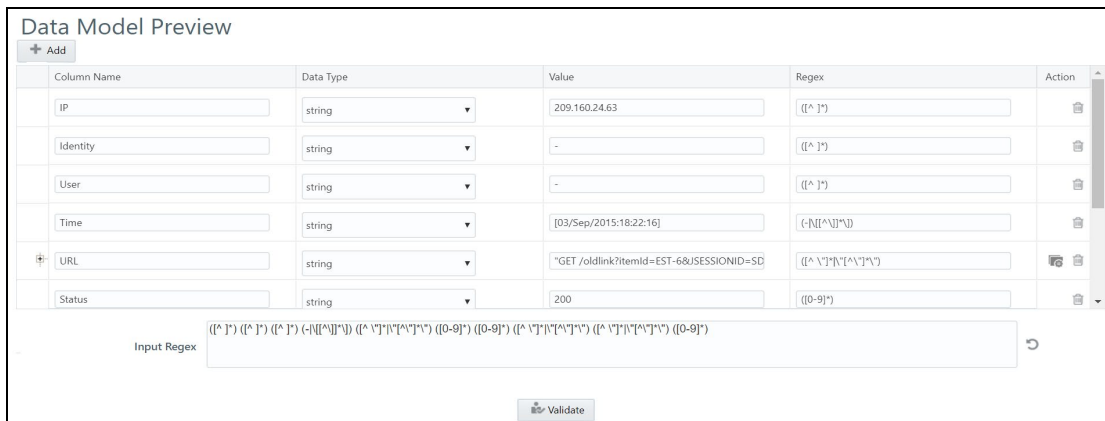 Data Model Preview
Add
Column Name Data Type Value Regex Action
IP string 209.160.24.63 ([^ ]*)
Identity string - ([^ ]*)
User string - ([^ ]*)
Time string [03/Sep/2015:18:22:16] (-|\[[^\]]*\])
URL string "GET /oldlink?itemId=EST-6&JSESSIONID=SD ([^ \"]*|\"[^\"]*\")
Status string 200 ([0-9]*)
([^ ]*) ([^ ]*) ([^ ]*) (-|\[[^\]]*\]) ([^ \"]*|\"[^\"]*\") ([0-9]*) ([0-9]*) ([^ \"]*|\"[^\"]*\") ([^ \"]*|\"[^\"]*\") ([0-9]*)
Input Regex
Validate